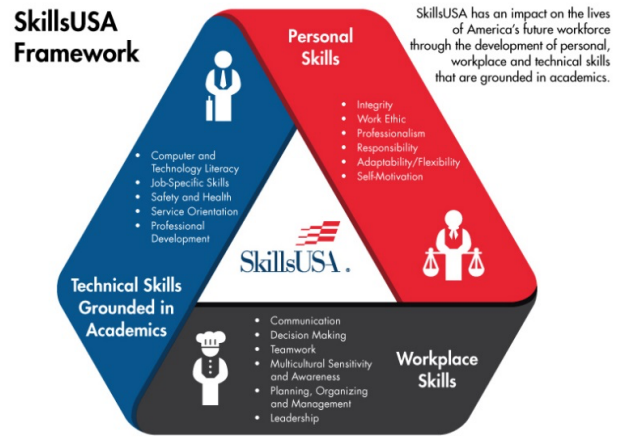 SkillsUSA
Framework
SkillsUSA has an impact on the lives
of America's future workforce
through the development of personal,
workplace and technical skills
that are grounded in academics.
Personal
Skills
• Integrity
• Work Ethic
• Professionalism
• Responsibility
• Adaptability/Flexibility
• Self-Motivation
• Computer and
Technology Literacy
• Job-Specific Skills
• Safety and Health
• Service Orientation
• Professional
Development
Technical Skills
Grounded in
Academics
SkillsUSA.
• Communication
• Decision Making
• Teamwork
• Multicultural Sensitivity
and Awareness
• Planning, Organizing
and Management
• Leadership
Workplace
Skills